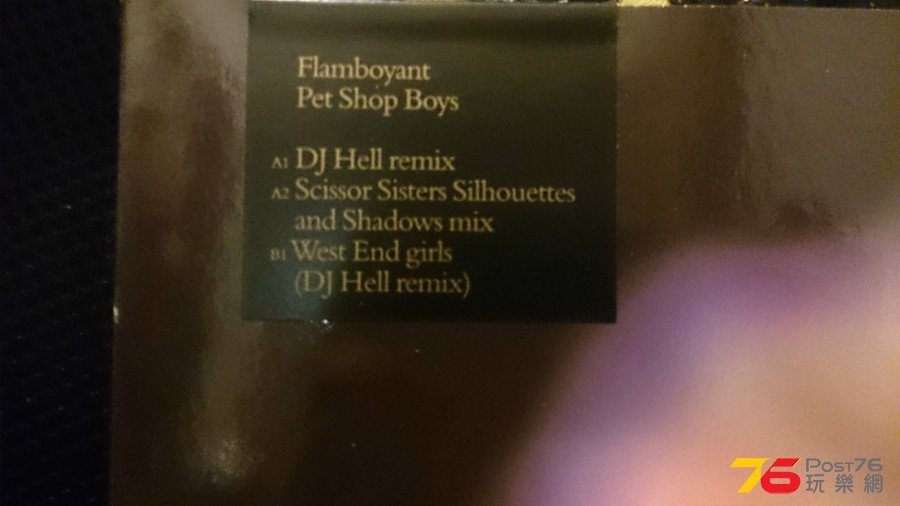 Flamboyant
Pet Shop Boys
A1 DJ Hell remix
A2 Scissor Sisters Silhouettes
and Shadows mix
B1 West End girls
(DJ Hell remix)
76 POST76
玩樂網